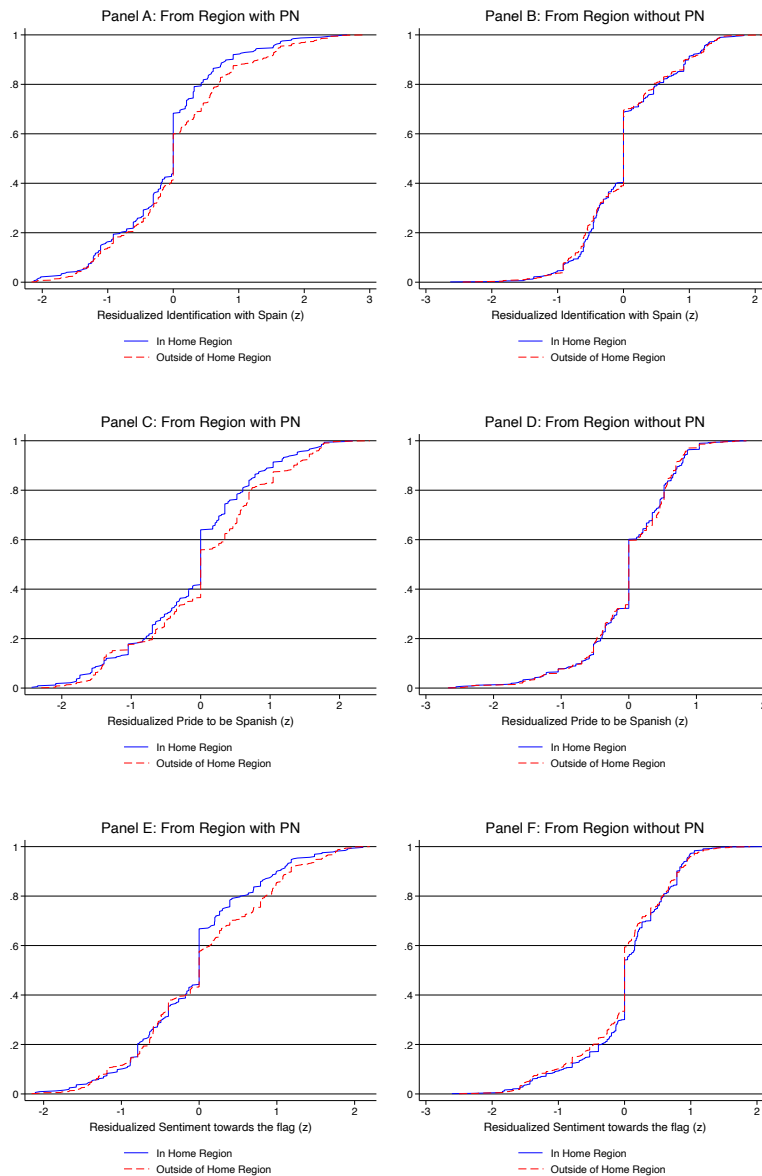 Panel A: From Region with PN
1
.8
.6
.4
.2
0
-2 -1 0 1 2 3
Residualized Identification with Spain (z)
In Home Region
Outside of Home Region
Panel B: From Region without PN
1
.8
.6
.4
.2
0
-3 -2 -1 0 1 2
Residualized Identification with Spain (z)
In Home Region
Outside of Home Region
Panel C: From Region with PN
1
.8
.6
.4
.2
0
-2 -1 0 1 2
Residualized Pride to be Spanish (z)
In Home Region
Outside of Home Region
Panel D: From Region without PN
1
.8
.6
.4
.2
0
-3 -2 -1 0 1 2
Residualized Pride to be Spanish (z)
In Home Region
Outside of Home Region
Panel E: From Region with PN
1
.8
.6
.4
.2
0
-2 -1 0 1 2
Residualized Sentiment towards the flag (z)
In Home Region
Outside of Home Region
Panel F: From Region without PN
1
.8
.6
.4
.2
0
-3 -2 -1 0 1 2
Residualized Sentiment towards the flag (z)
In Home Region
Outside of Home Region